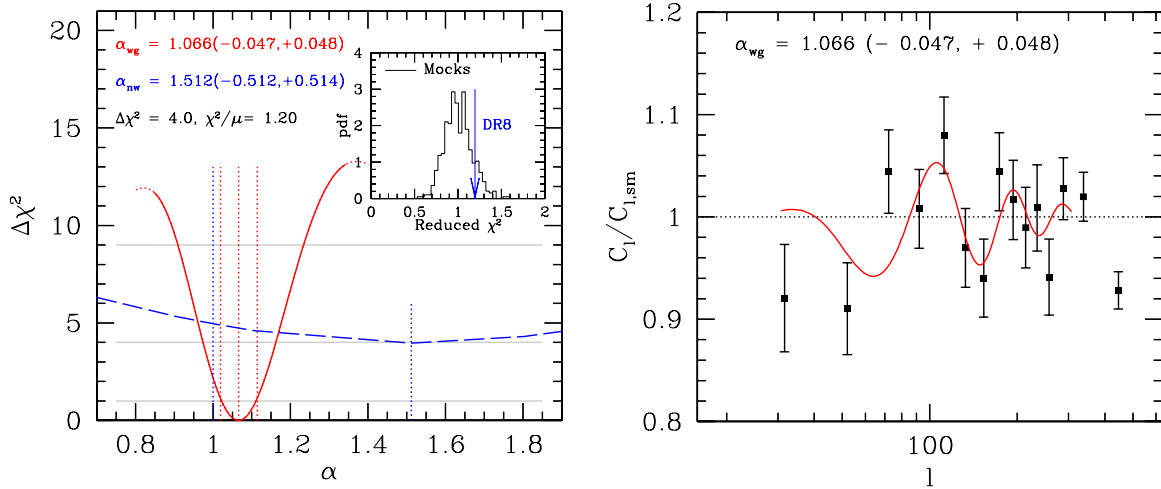 20
15
10
5
0
Δχ²
α_wg = 1.066(−0.047,+0.048)
α_nw = 1.512(−0.512,+0.514)
Δχ² = 4.0, χ²/μ= 1.20
0.8 1 1.2 1.4 1.6 1.8
α
4
3
2
1
0
pdf
Mocks
DR8
0 0.5 1 1.5 2
Reduced χ²
1.2
1.1
1
0.9
0.8
C_l/C_l,sm
α_wg = 1.066 (− 0.047, + 0.048)
100
l